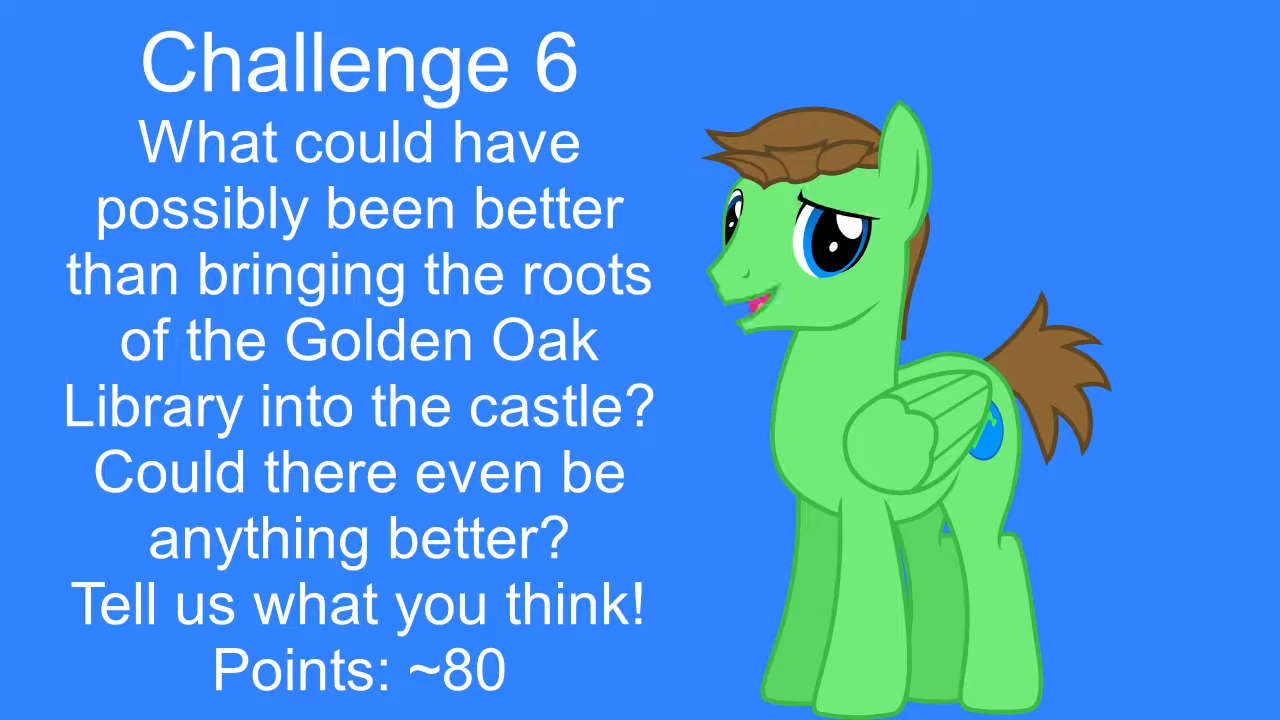 Challenge 6
What could have
possibly been better
than bringing the roots
of the Golden Oak
Library into the castle?
Could there even be
anything better?
Tell us what you think!
Points: ~80